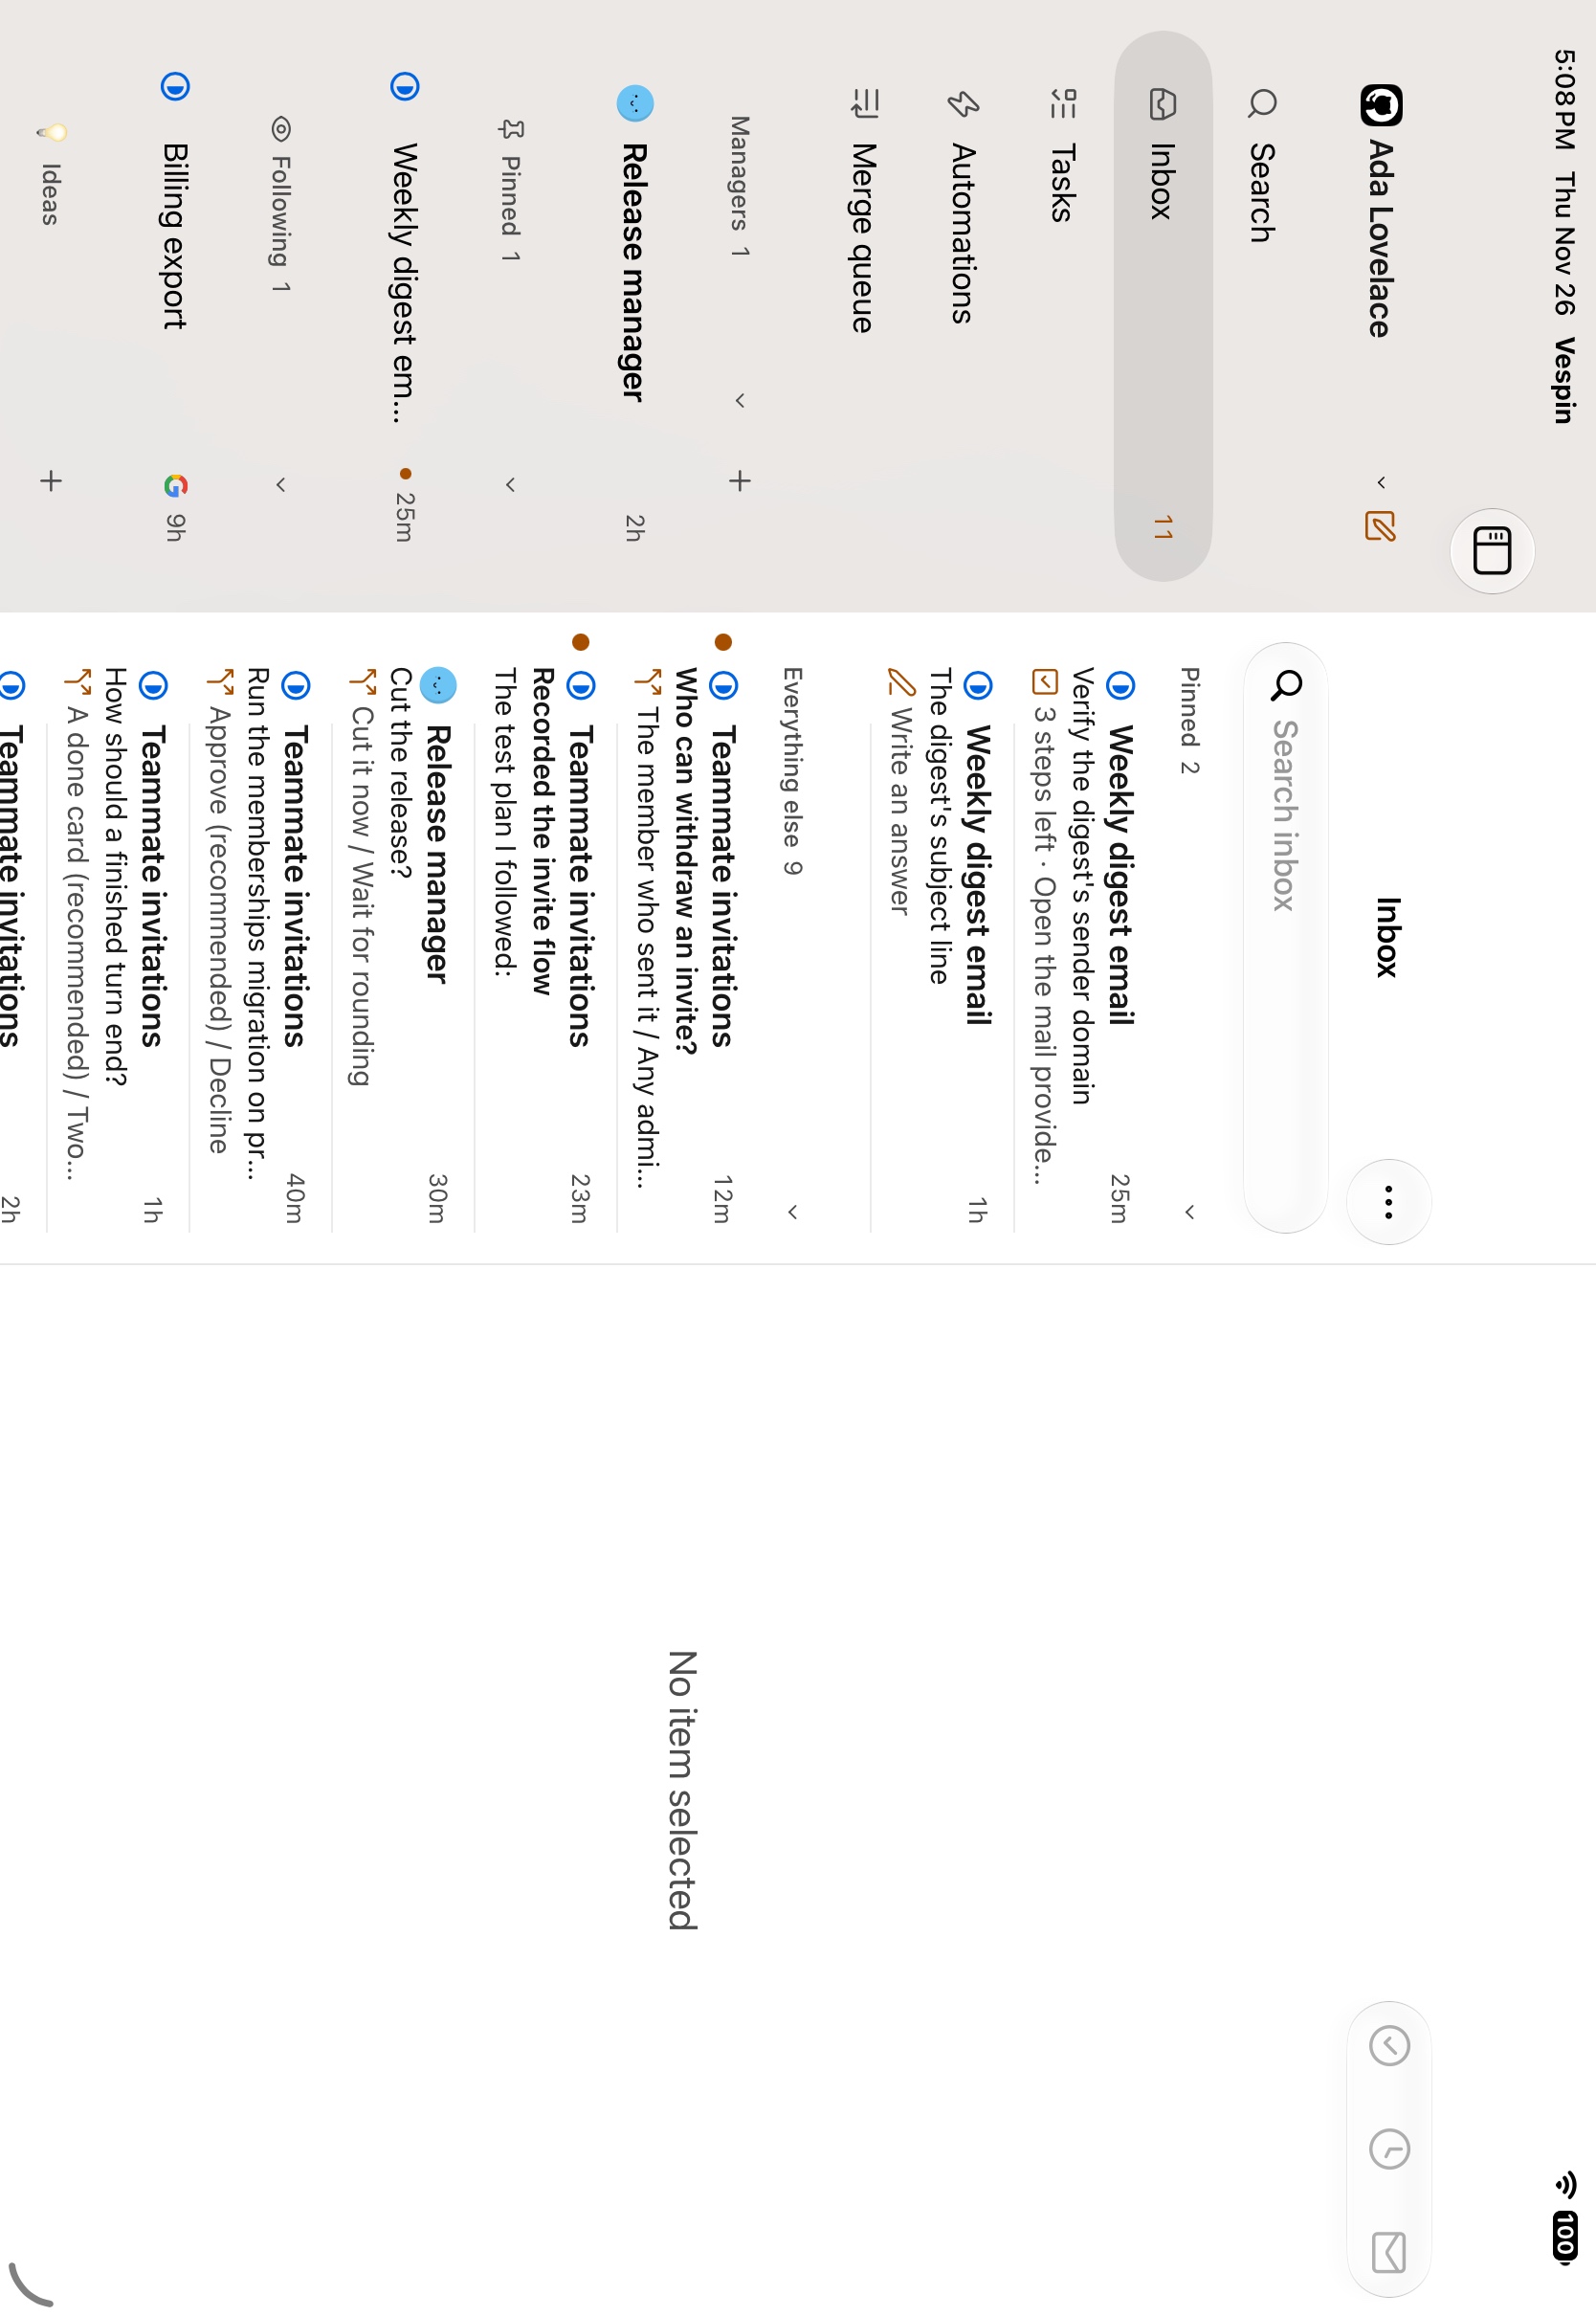 5:08 PM Thu Nov 26 Vespin
100
Ada Lovelace
Search
Inbox 11
Tasks
Automations
Merge queue
Managers 1
Release manager 2h
Pinned 1
Weekly digest em... 25m
Following 1
Billing export 9h
Ideas
Inbox
Search inbox
Pinned 2
Weekly digest email 25m
Verify the digest's sender domain
3 steps left · Open the mail provide...
Weekly digest email 1h
The digest's subject line
Write an answer
Everything else 9
Teammate invitations 12m
Who can withdraw an invite?
The member who sent it / Any admi...
Teammate invitations 23m
Recorded the invite flow
The test plan I followed:
Release manager 30m
Cut the release?
Cut it now / Wait for rounding
Teammate invitations 40m
Run the memberships migration on pr...
Approve (recommended) / Decline
Teammate invitations 1h
How should a finished turn end?
A done card (recommended) / Two...
Teammate invitations 2h
No item selected